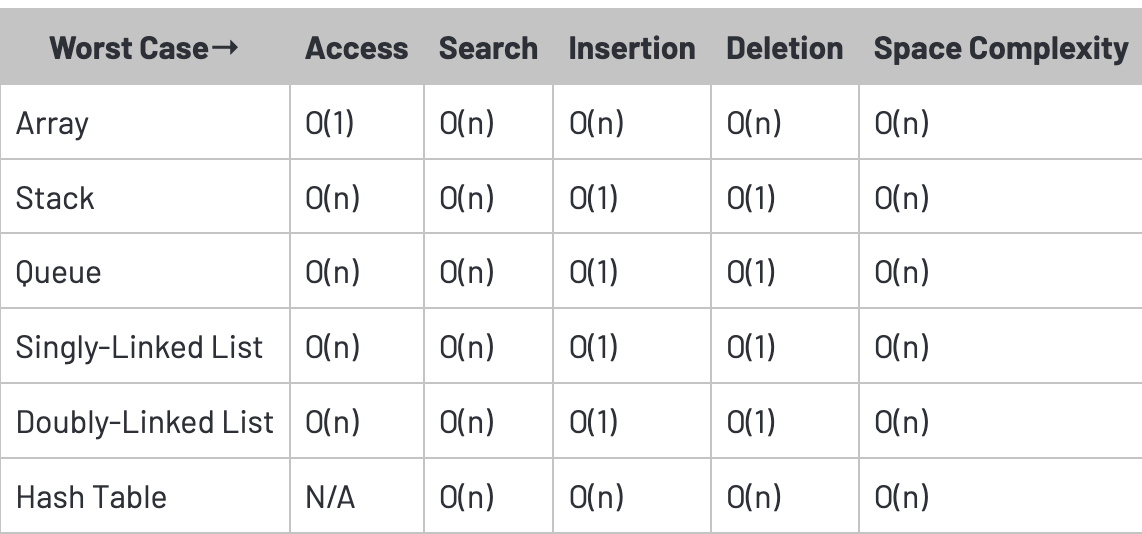 Worst Case→ Access Search Insertion Deletion Space Complexity
Array O(1) O(n) O(n) O(n) O(n)
Stack O(n) O(n) O(1) O(1) O(n)
Queue O(n) O(n) O(1) O(1) O(n)
Singly-Linked List O(n) O(n) O(1) O(1) O(n)
Doubly-Linked List O(n) O(n) O(1) O(1) O(n)
Hash Table N/A O(n) O(n) O(n) O(n)